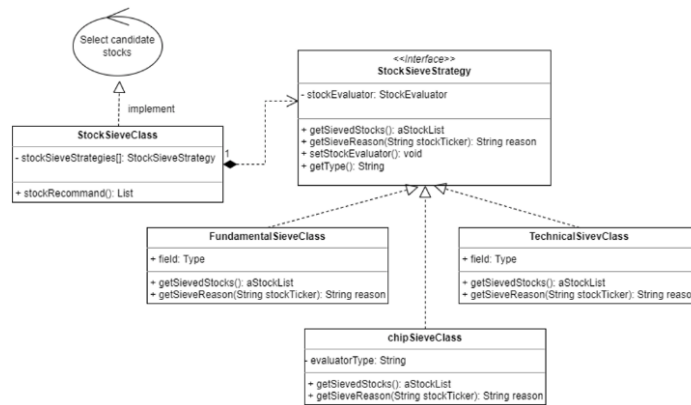 Select candidate
stocks
implement
StockSieveClass
- stockSieveStrategies[]: StockSieveStrategy
+ stockRecommand(): List
1
<<interface>>
StockSieveStrategy
- stockEvaluator: StockEvaluator
+ getSievedStocks(): aStockList
+ getSieveReason(String stockTicker): String reason
+ setStockEvaluator(): void
+ getType(): String
FundamentalSieveClass
+ field: Type
+ getSievedStocks(): aStockList
+ getSieveReason(String stockTicker): String reason
TechnicalSivevClass
+ field: Type
+ getSievedStocks(): aStockList
+ getSieveReason(String stockTicker): String reason
chipSieveClass
- evaluatorType: String
+ getSievedStocks(): aStockList
+ getSieveReason(String stockTicker): String reason